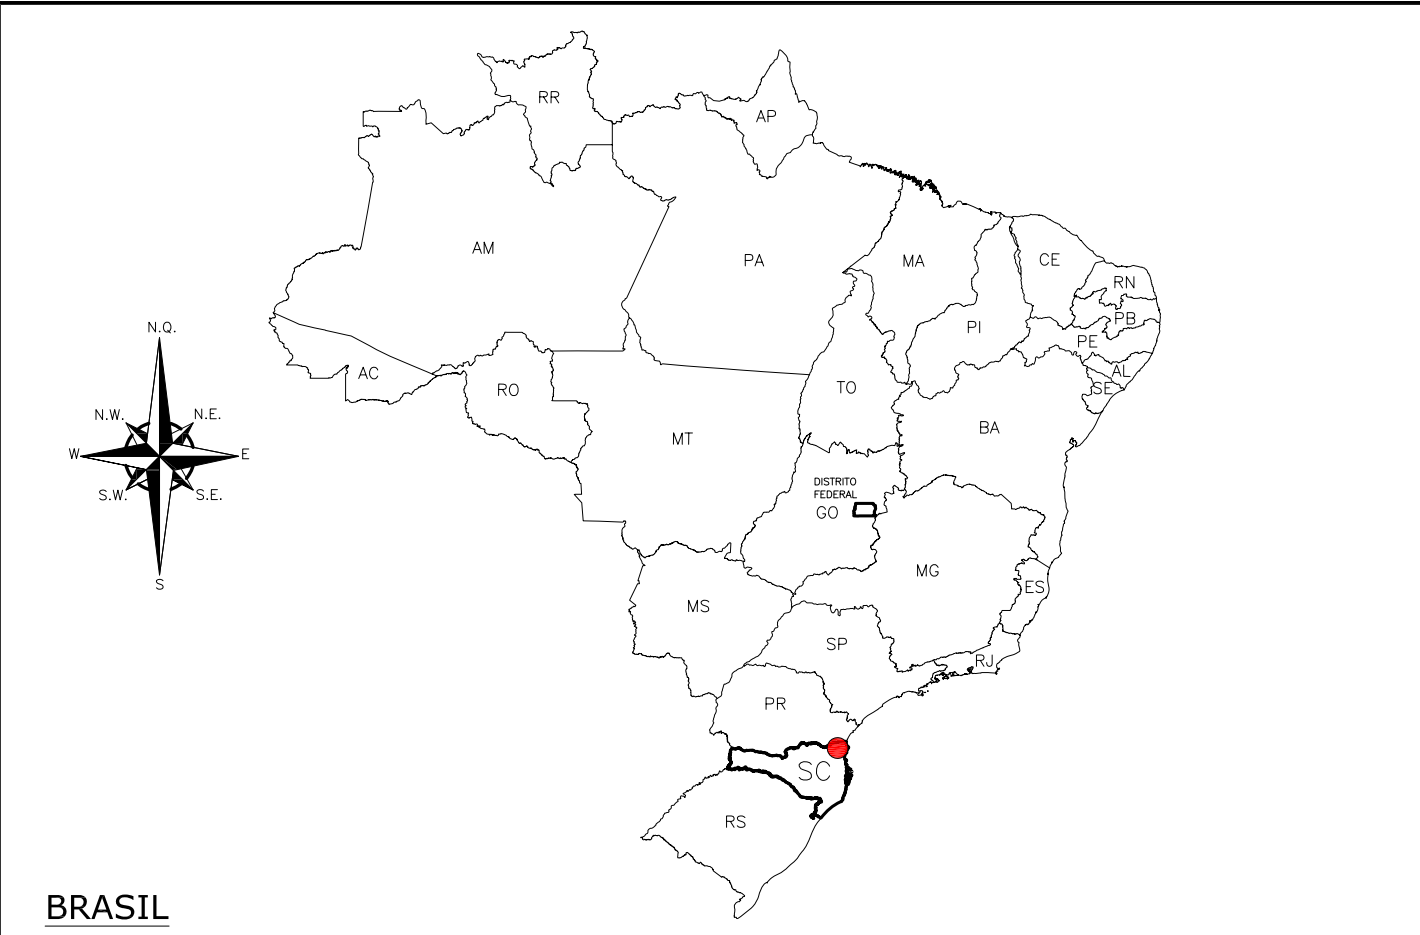 RR
AP
AM
PA
MA
CE
RN
PB
PI
PE
AL
SE
N.Q.
AC
RO
TO
N.W.
N.E.
MT
BA
W
E
DISTRITO
FEDERAL
S.W.
S.E.
GO
MG
S
ES
MS
SP
RJ
PR
SC
RS
BRASIL